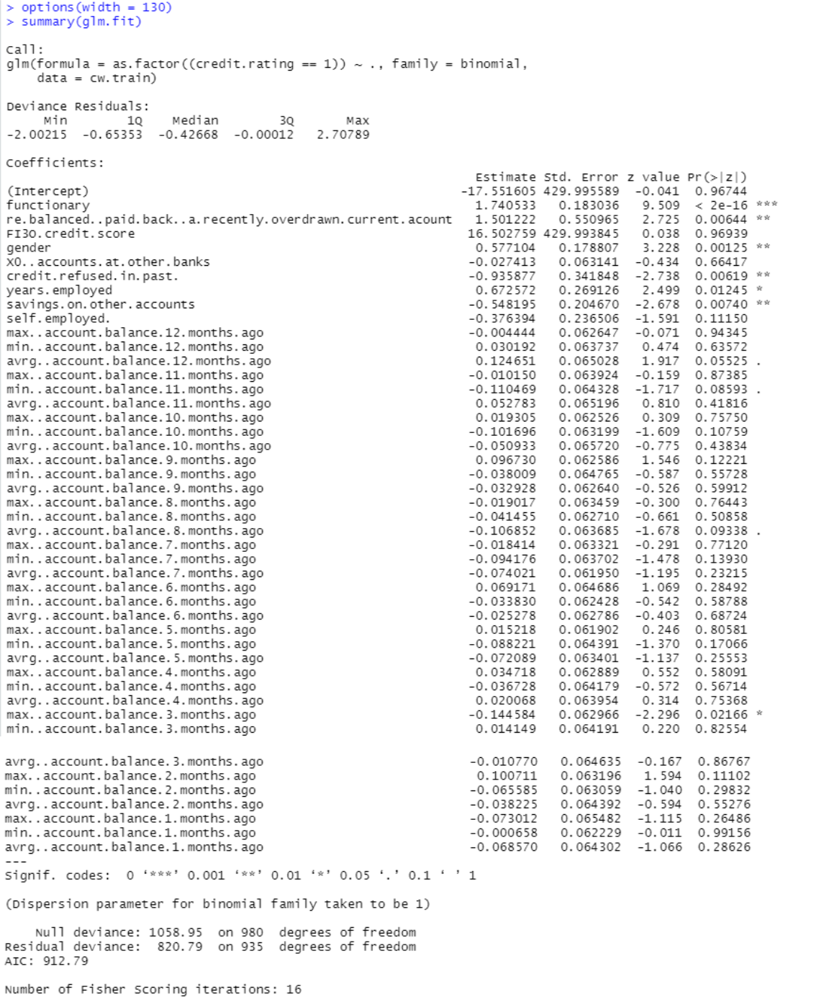 > options(width = 130)
> summary(glm.fit)
Call:
glm(formula = as.factor((credit.rating == 1)) ~ ., family = binomial,
    data = cw.train)
Deviance Residuals:
     Min       1Q   Median       3Q      Max
-2.00215 -0.65353 -0.42668 -0.00012  2.70789
Coefficients:
Estimate Std. Error z value Pr(>|z|)
(Intercept) -17.551605 429.995589 -0.041 0.96744
functionary 1.740533 0.183036 9.509 < 2e-16 ***
re.balanced..paid.back..a.recently.overdrawn.current.acount 1.501222 0.550965 2.725 0.00644 **
FI3O.credit.score 16.502759 429.993845 0.038 0.96939
gender 0.577104 0.178807 3.228 0.00125 **
X0..accounts.at.other.banks -0.027413 0.063141 -0.434 0.66417
credit.refused.in.past. -0.935877 0.341848 -2.738 0.00619 **
years.employed 0.672572 0.269126 2.499 0.01245 *
savings.on.other.accounts -0.548195 0.204670 -2.678 0.00740 **
self.employed. -0.376394 0.236506 -1.591 0.11150
max..account.balance.12.months.ago -0.004444 0.062647 -0.071 0.94345
min..account.balance.12.months.ago 0.030192 0.063737 0.474 0.63572
avrg..account.balance.12.months.ago 0.124651 0.065028 1.917 0.05525 .
max..account.balance.11.months.ago -0.010150 0.063924 -0.159 0.87385
min..account.balance.11.months.ago -0.110469 0.064328 -1.717 0.08593 .
avrg..account.balance.11.months.ago 0.052783 0.065196 0.810 0.41816
max..account.balance.10.months.ago 0.019305 0.062526 0.309 0.75750
min..account.balance.10.months.ago -0.101696 0.063199 -1.609 0.10759
avrg..account.balance.10.months.ago -0.050933 0.065720 -0.775 0.43834
max..account.balance.9.months.ago 0.096730 0.062586 1.546 0.12221
min..account.balance.9.months.ago -0.038009 0.064765 -0.587 0.55728
avrg..account.balance.9.months.ago -0.032928 0.062640 -0.526 0.59912
max..account.balance.8.months.ago -0.019017 0.063459 -0.300 0.76443
min..account.balance.8.months.ago -0.041455 0.062710 -0.661 0.50858
avrg..account.balance.8.months.ago -0.106852 0.063685 -1.678 0.09338 .
max..account.balance.7.months.ago -0.018414 0.063321 -0.291 0.77120
min..account.balance.7.months.ago -0.094176 0.063702 -1.478 0.13930
avrg..account.balance.7.months.ago -0.074021 0.061950 -1.195 0.23215
max..account.balance.6.months.ago 0.069171 0.064686 1.069 0.28492
min..account.balance.6.months.ago -0.033830 0.062428 -0.542 0.58788
avrg..account.balance.6.months.ago -0.025278 0.062786 -0.403 0.68724
max..account.balance.5.months.ago 0.015218 0.061902 0.246 0.80581
min..account.balance.5.months.ago -0.088221 0.064391 -1.370 0.17066
avrg..account.balance.5.months.ago -0.072089 0.063401 -1.137 0.25553
max..account.balance.4.months.ago 0.034718 0.062889 0.552 0.58091
min..account.balance.4.months.ago -0.036728 0.064179 -0.572 0.56714
avrg..account.balance.4.months.ago 0.020068 0.063954 0.314 0.75368
max..account.balance.3.months.ago -0.144584 0.062966 -2.296 0.02166 *
min..account.balance.3.months.ago 0.014149 0.064191 0.220 0.82554
avrg..account.balance.3.months.ago -0.010770 0.064635 -0.167 0.86767
max..account.balance.2.months.ago 0.100711 0.063196 1.594 0.11102
min..account.balance.2.months.ago -0.065585 0.063059 -1.040 0.29832
avrg..account.balance.2.months.ago -0.038225 0.064392 -0.594 0.55276
max..account.balance.1.months.ago -0.073012 0.065482 -1.115 0.26486
min..account.balance.1.months.ago -0.000658 0.062229 -0.011 0.99156
avrg..account.balance.1.months.ago -0.068570 0.064302 -1.066 0.28626
---
Signif. codes:  0 ‘***’ 0.001 ‘**’ 0.01 ‘*’ 0.05 ‘.’ 0.1 ‘ ’ 1
(Dispersion parameter for binomial family taken to be 1)
    Null deviance: 1058.95  on 980  degrees of freedom
Residual deviance:  820.79  on 935  degrees of freedom
AIC: 912.79
Number of Fisher Scoring iterations: 16